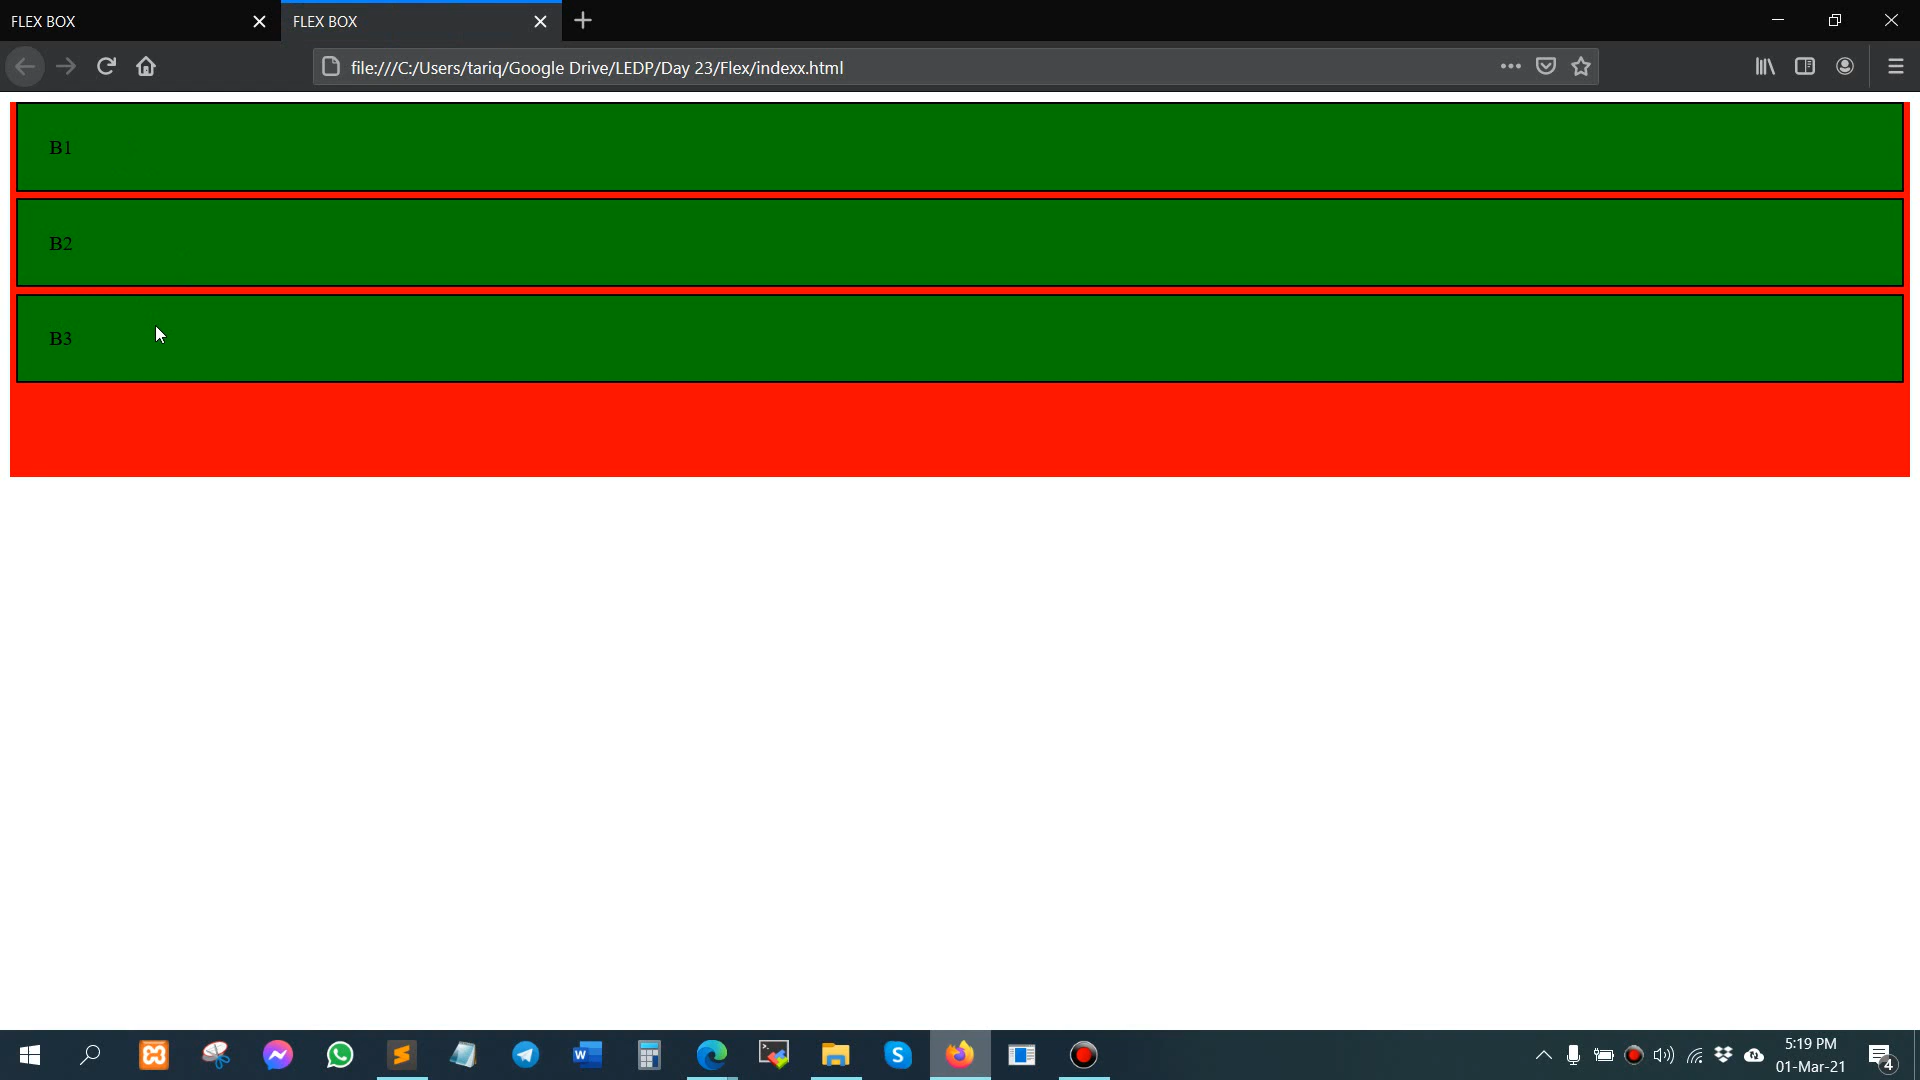 FLEX BOX
FLEX BOX
file:///C:/Users/tariq/Google Drive/LEDP/Day 23/Flex/indexx.html
B1
B2
B3
5:19 PM
01-Mar-21
4